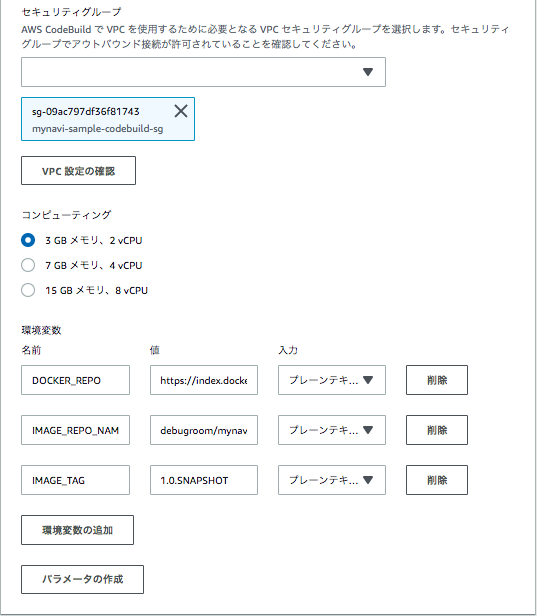 セキュリティグループ
AWS CodeBuild で VPC を使用するために必要となる VPC セキュリティグループを選択します。セキュリティ
グループでアウトバウンド接続が許可されていることを確認してください。
sg-09ac797df36f81743
mynavi-sample-codebuild-sg
VPC 設定の確認
コンピューティング
3 GB メモリ、2 vCPU
7 GB メモリ、4 vCPU
15 GB メモリ、8 vCPU
環境変数
名前 値 入力
DOCKER_REPO https://index.docke プレーンテキ... 削除
IMAGE_REPO_NAM debugroom/mynav プレーンテキ... 削除
IMAGE_TAG 1.0.SNAPSHOT プレーンテキ... 削除
環境変数の追加
パラメータの作成